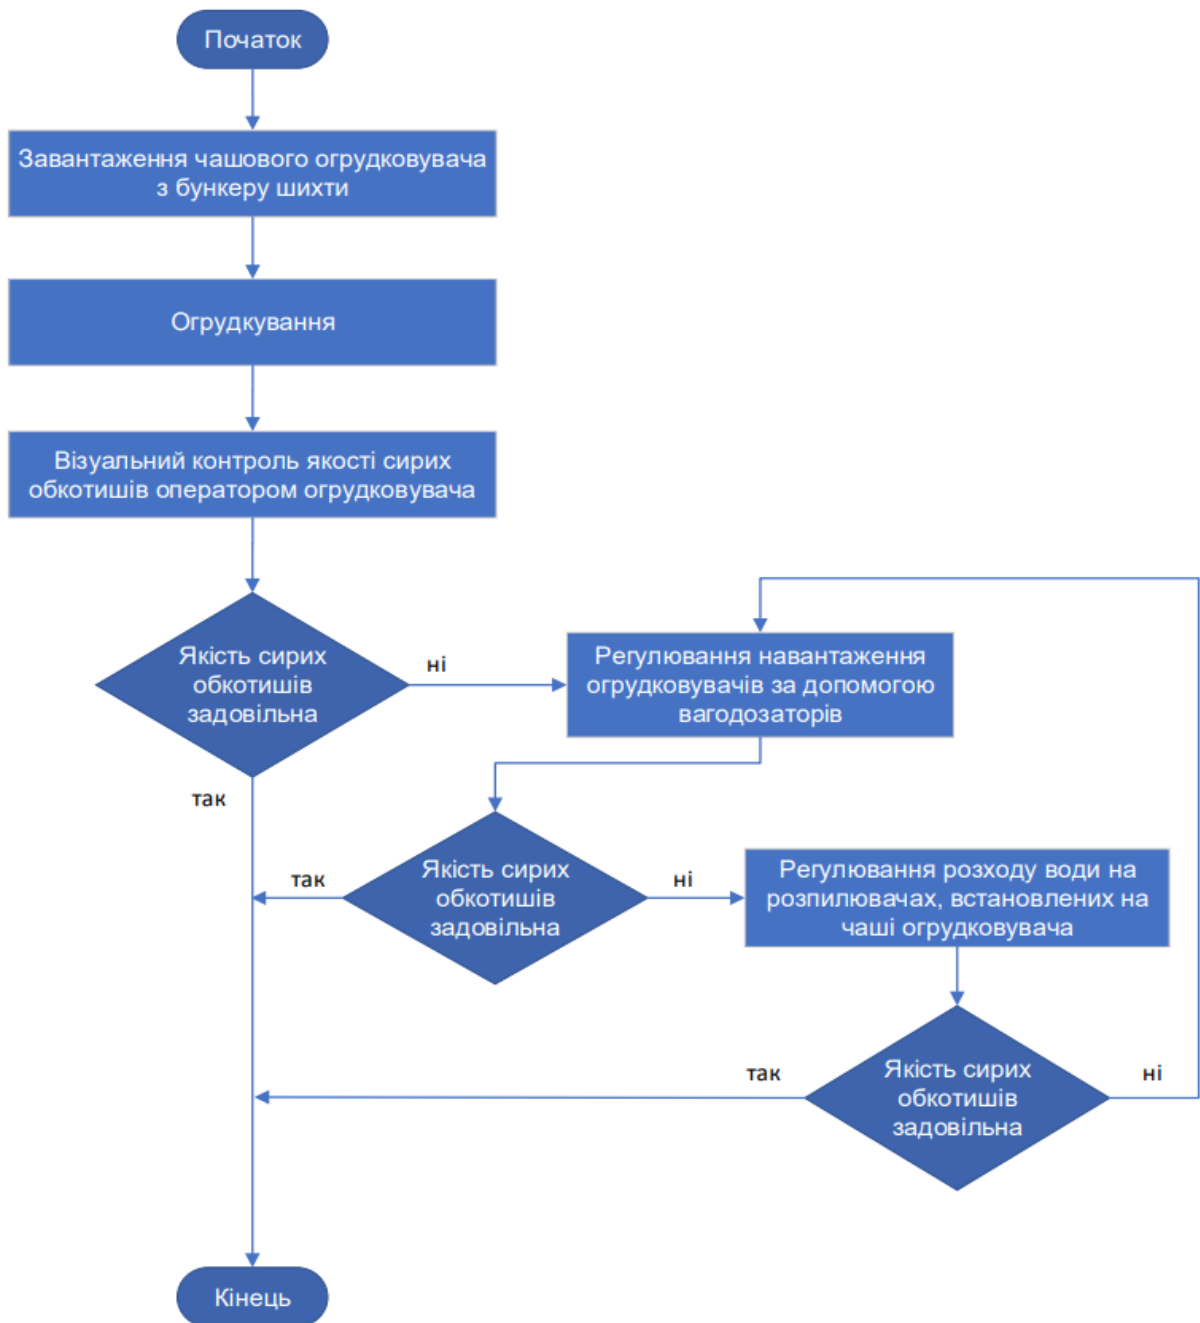 Початок
Завантаження чашового огрудковувача
з бункеру шихти
Огрудкування
Візуальний контроль якості сирих
обкотишів оператором огрудковувача
Якість сирих
обкотишів
задовільна
ні
так
Регулювання навантаження
огрудковувачів за допомогою
вагодозаторів
Якість сирих
обкотишів
задовільна
так
ні
Регулювання розходу води на
розпилювачах, встановлених на
чаші огрудковувача
Якість сирих
обкотишів
задовільна
так
ні
Кінець